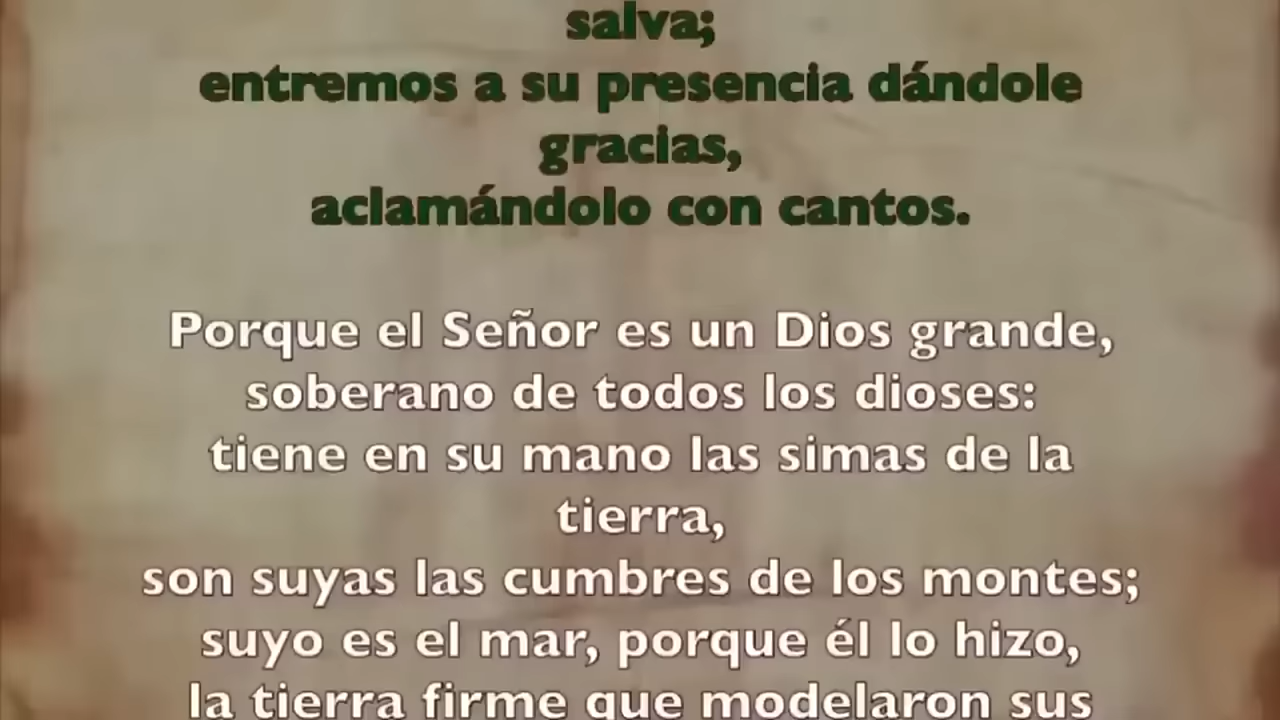 salva;
entremos a su presencia dándole
gracias,
aclamándolo con cantos.
Porque el Señor es un Dios grande,
soberano de todos los dioses:
tiene en su mano las simas de la
tierra,
son suyas las cumbres de los montes;
suyo es el mar, porque él lo hizo,
la tierra firme que modelaron sus